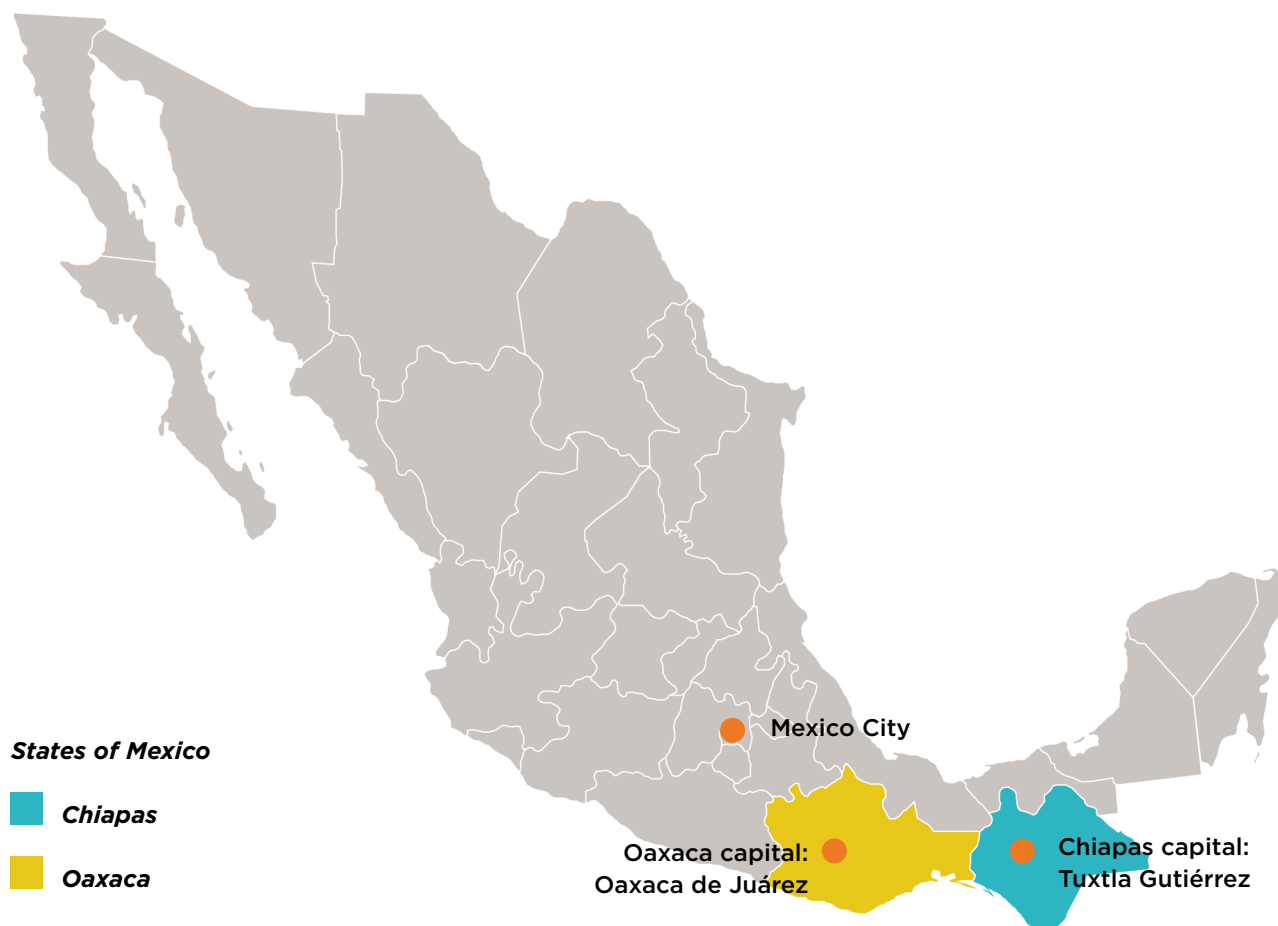 Mexico City
States of Mexico
Chiapas
Oaxaca
Oaxaca capital:
Oaxaca de Juárez
Chiapas capital:
Tuxtla Gutiérrez